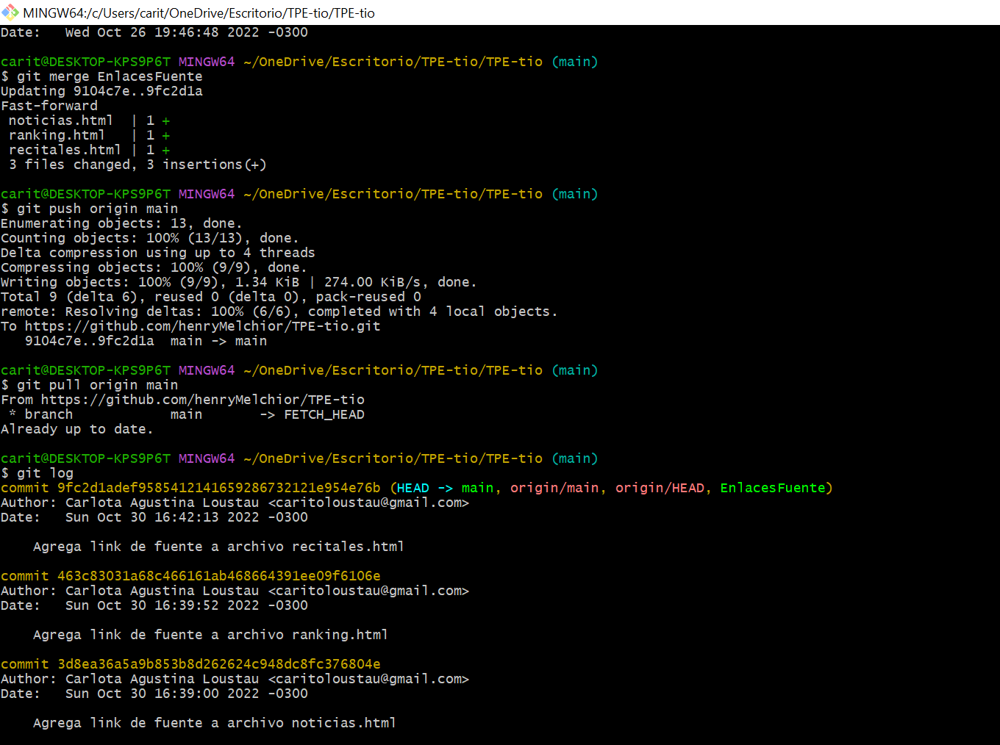 MINGW64:/c/Users/carit/OneDrive/Escritorio/TPE-tio/TPE-tio
Date:   Wed Oct 26 19:46:48 2022 -0300

carit@DESKTOP-KPS9P6T MINGW64 ~/OneDrive/Escritorio/TPE-tio/TPE-tio (main)
$ git merge EnlacesFuente
Updating 9104c7e..9fc2d1a
Fast-forward
 noticias.html  | 1 +
 ranking.html   | 1 +
 recitales.html | 1 +
 3 files changed, 3 insertions(+)

carit@DESKTOP-KPS9P6T MINGW64 ~/OneDrive/Escritorio/TPE-tio/TPE-tio (main)
$ git push origin main
Enumerating objects: 13, done.
Counting objects: 100% (13/13), done.
Delta compression using up to 4 threads
Compressing objects: 100% (9/9), done.
Writing objects: 100% (9/9), 1.34 KiB | 274.00 KiB/s, done.
Total 9 (delta 6), reused 0 (delta 0), pack-reused 0
remote: Resolving deltas: 100% (6/6), completed with 4 local objects.
To https://github.com/henryMelchior/TPE-tio.git
   9104c7e..9fc2d1a  main -> main

carit@DESKTOP-KPS9P6T MINGW64 ~/OneDrive/Escritorio/TPE-tio/TPE-tio (main)
$ git pull origin main
From https://github.com/henryMelchior/TPE-tio
 * branch            main       -> FETCH_HEAD
Already up to date.

carit@DESKTOP-KPS9P6T MINGW64 ~/OneDrive/Escritorio/TPE-tio/TPE-tio (main)
$ git log
commit 9fc2d1adef9585412141659286732121e954e76b (HEAD -> main, origin/main, origin/HEAD, EnlacesFuente)
Author: Carlota Agustina Loustau <caritoloustau@gmail.com>
Date:   Sun Oct 30 16:42:13 2022 -0300

    Agrega link de fuente a archivo recitales.html

commit 463c83031a68c466161ab468664391ee09f6106e
Author: Carlota Agustina Loustau <caritoloustau@gmail.com>
Date:   Sun Oct 30 16:39:52 2022 -0300

    Agrega link de fuente a archivo ranking.html

commit 3d8ea36a5a9b853b8d262624c948dc8fc376804e
Author: Carlota Agustina Loustau <caritoloustau@gmail.com>
Date:   Sun Oct 30 16:39:00 2022 -0300

    Agrega link de fuente a archivo noticias.html